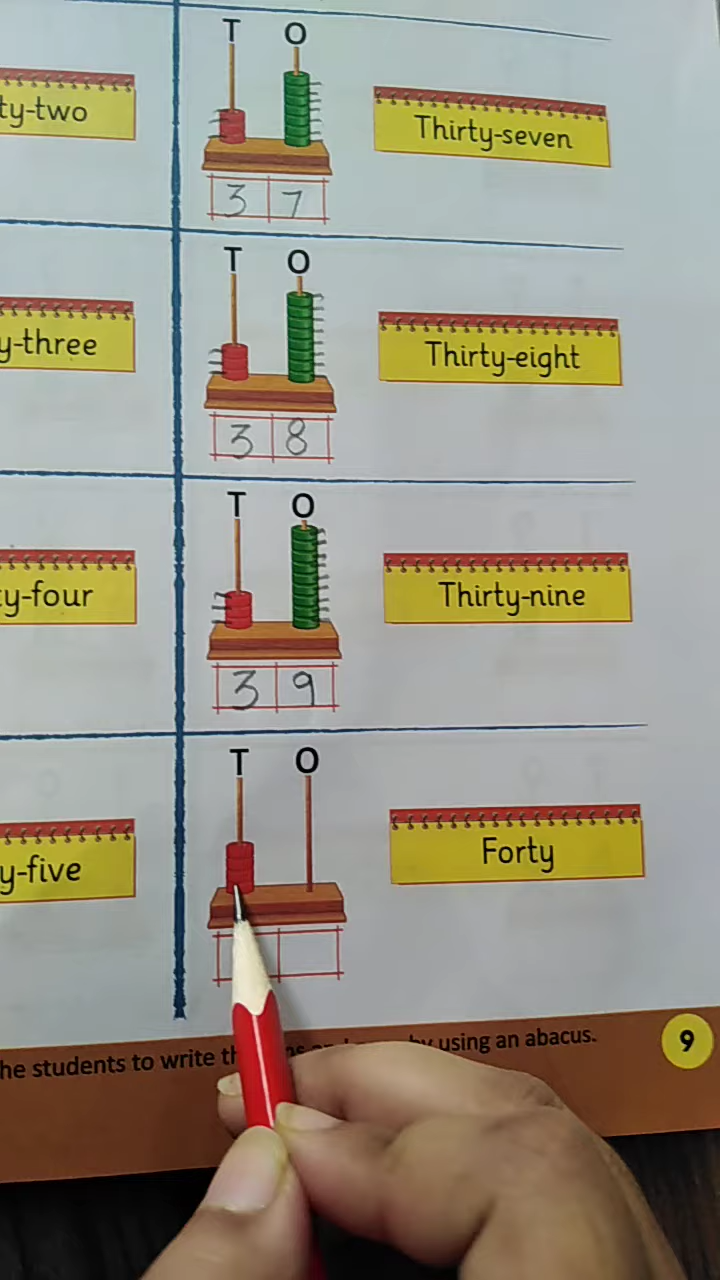 T O
ty-two
Thirty-seven
3 7
T O
y-three
Thirty-eight
3 8
T O
y-four
Thirty-nine
3 9
T O
y-five
Forty
he students to write th by using an abacus.
9